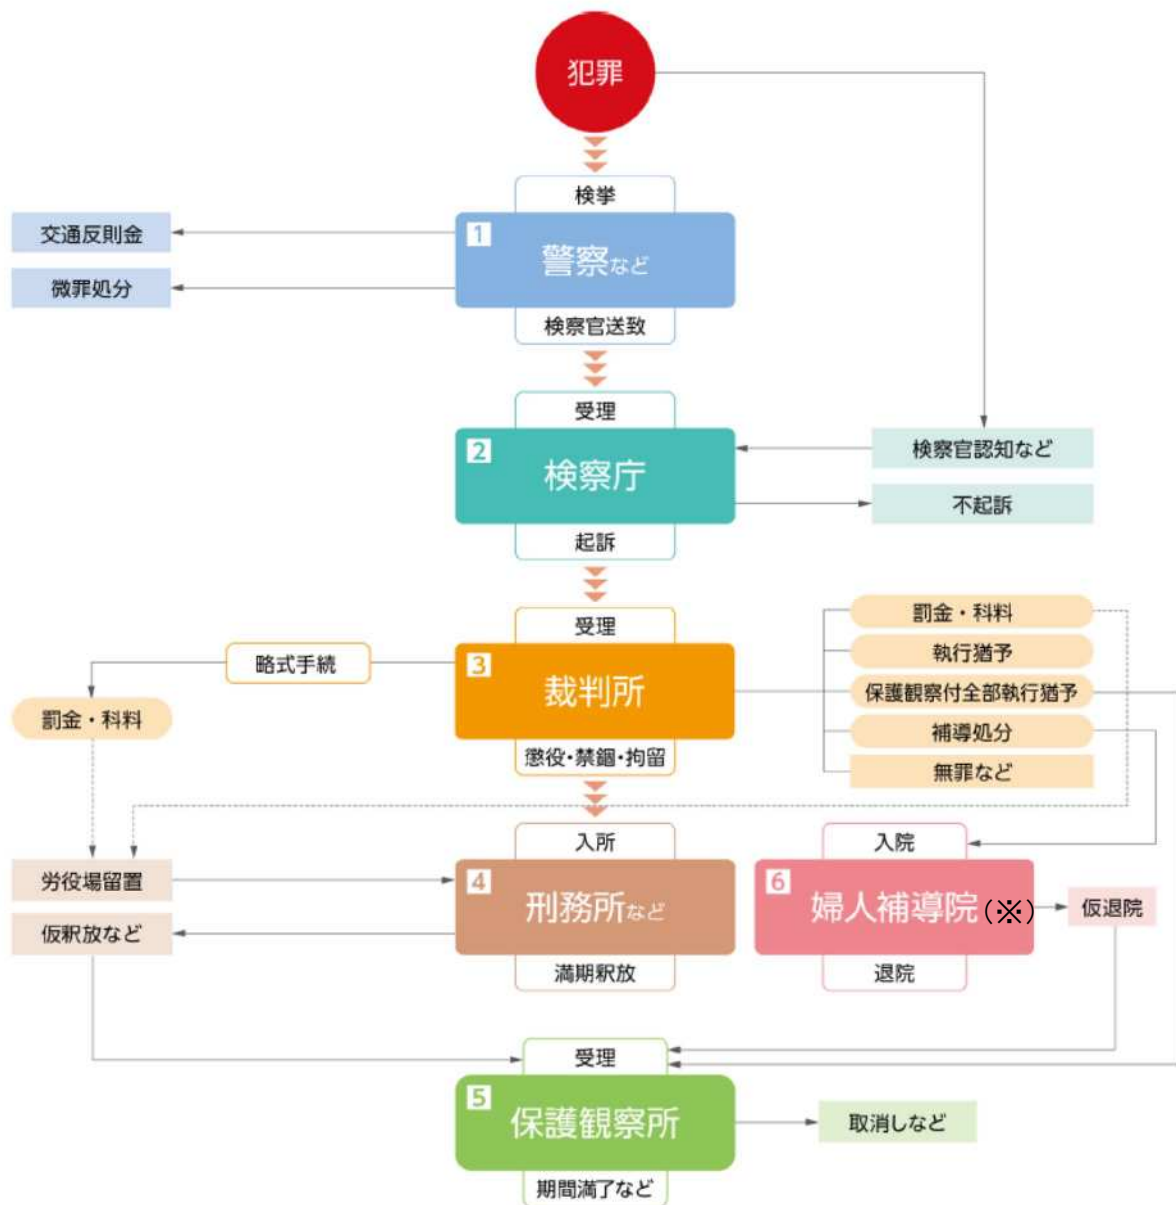 犯罪
検挙
1
警察など
検察官送致
交通反則金
微罪処分
受理
2
検察庁
起訴
検察官認知など
不起訴
受理
3
裁判所
懲役・禁錮・拘留
略式手続
罰金・科料
罰金・科料
執行猶予
保護観察付全部執行猶予
補導処分
無罪など
労役場留置
仮釈放など
入所
4
刑務所など
満期釈放
入院
6
婦人補導院(※)
退院
仮退院
受理
5
保護観察所
期間満了など
取消しなど